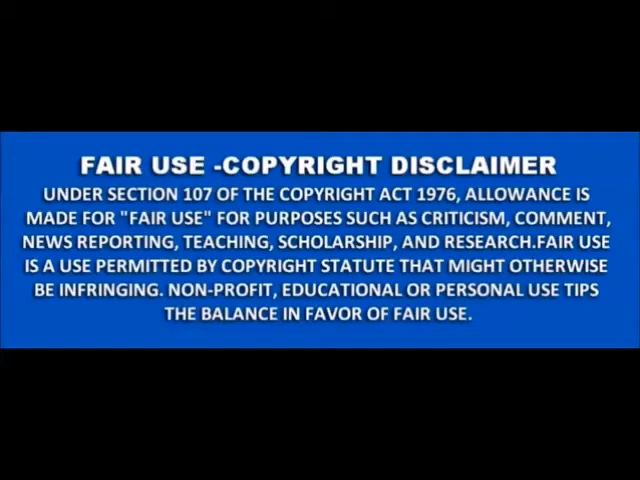 FAIR USE -COPYRIGHT DISCLAIMER
UNDER SECTION 107 OF THE COPYRIGHT ACT 1976, ALLOWANCE IS
MADE FOR "FAIR USE" FOR PURPOSES SUCH AS CRITICISM, COMMENT,
NEWS REPORTING, TEACHING, SCHOLARSHIP, AND RESEARCH.FAIR USE
IS A USE PERMITTED BY COPYRIGHT STATUTE THAT MIGHT OTHERWISE
BE INFRINGING. NON-PROFIT, EDUCATIONAL OR PERSONAL USE TIPS
THE BALANCE IN FAVOR OF FAIR USE.